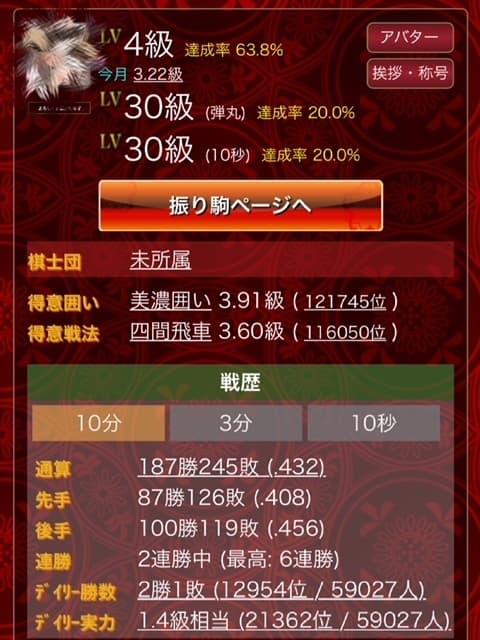 LV 4級 達成率 63.8%
アバター
今月 3.22級
挨拶・称号
LV 30級 (弾丸) 達成率 20.0%
LV 30級 (10秒) 達成率 20.0%
振り駒ページへ
棋士団 未所属
得意囲い 美濃囲い 3.91級 ( 121745位 )
得意戦法 四間飛車 3.60級 ( 116050位 )
戦歴
10分 3分 10秒
通算 187勝245敗 (.432)
先手 87勝126敗 (.408)
後手 100勝119敗 (.456)
連勝 2連勝中 (最高: 6連勝)
ﾃﾞｲﾘｰ勝数 2勝1敗 (12954位 / 59027人)
ﾃﾞｲﾘｰ実力 1.4級相当 (21362位 / 59027人)